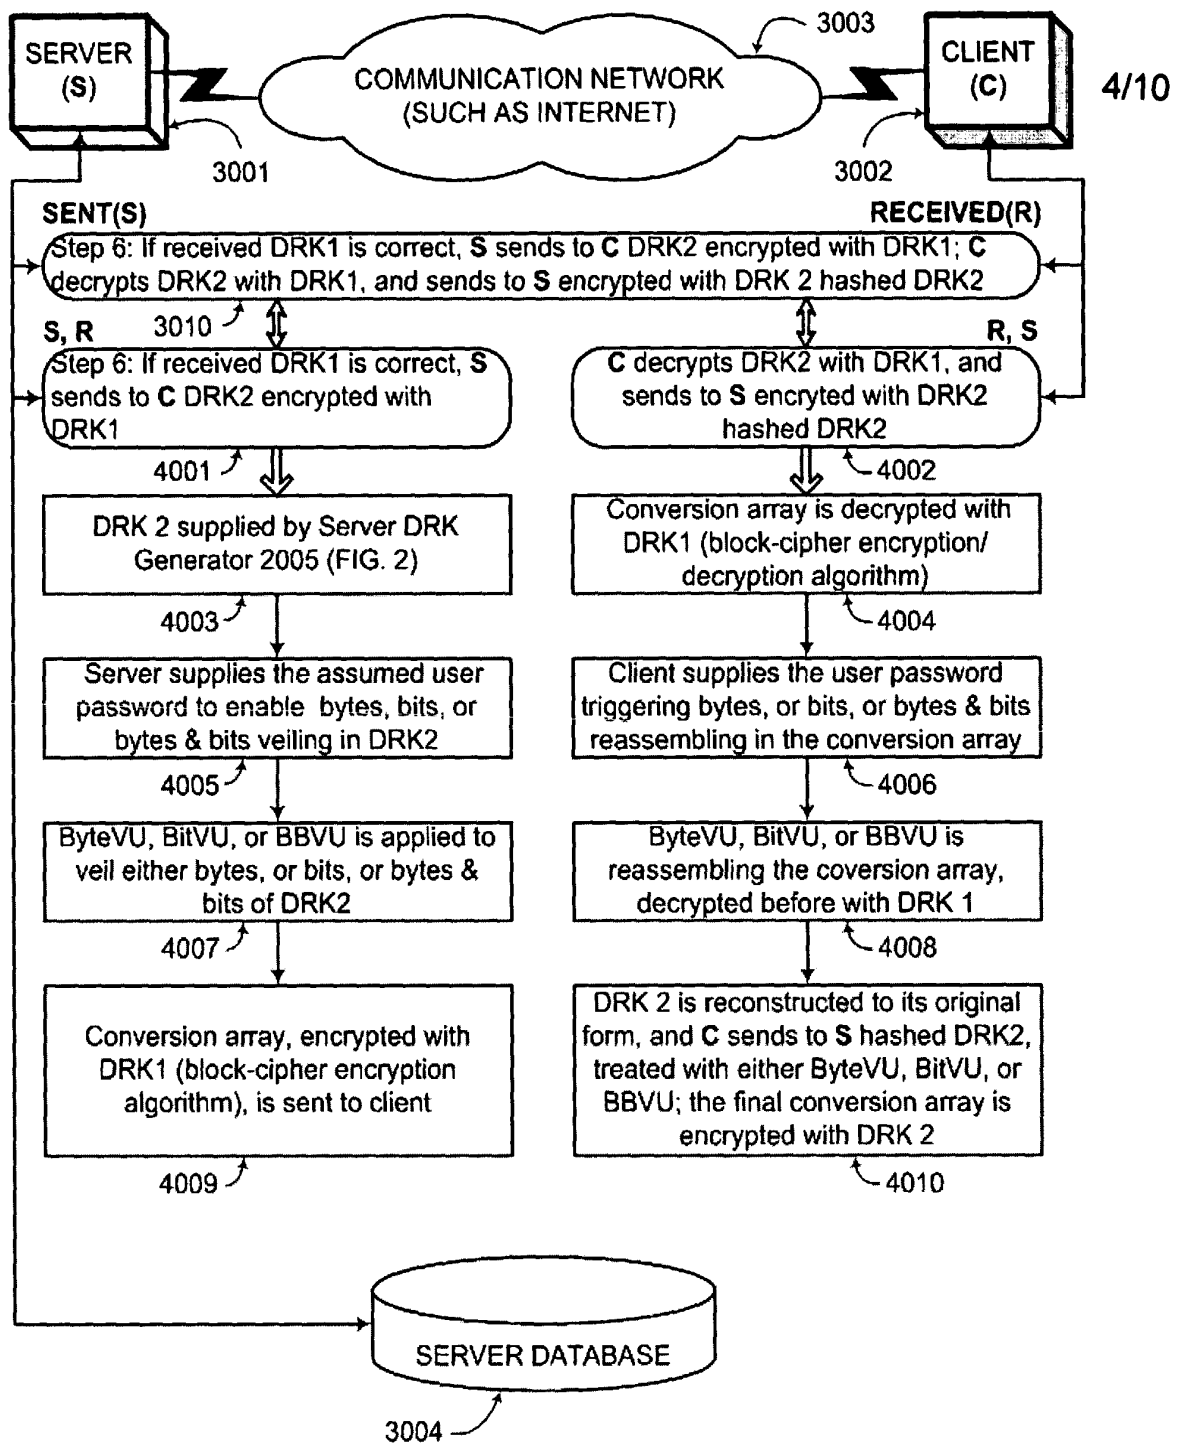 SERVER
(S)
COMMUNICATION NETWORK
(SUCH AS INTERNET)
3003
CLIENT
(C)
4/10
3001
3002
SENT(S)
RECEIVED(R)
Step 6: If received DRK1 is correct, S sends to C DRK2 encrypted with DRK1; C
decrypts DRK2 with DRK1, and sends to S encrypted with DRK 2 hashed DRK2
3010
S, R
R, S
Step 6: If received DRK1 is correct, S
sends to C DRK2 encrypted with
DRK1
C decrypts DRK2 with DRK1, and
sends to S encryted with DRK2
hashed DRK2
4001
4002
DRK 2 supplied by Server DRK
Generator 2005 (FIG. 2)
Conversion array is decrypted with
DRK1 (block-cipher encryption/
decryption algorithm)
4003
4004
Server supplies the assumed user
password to enable bytes, bits, or
bytes & bits veiling in DRK2
Client supplies the user password
triggering bytes, or bits, or bytes & bits
reassembling in the conversion array
4005
4006
ByteVU, BitVU, or BBVU is applied to
veil either bytes, or bits, or bytes &
bits of DRK2
ByteVU, BitVU, or BBVU is
reassembling the coversion array,
decrypted before with DRK 1
4007
4008
Conversion array, encrypted with
DRK1 (block-cipher encryption
algorithm), is sent to client
DRK 2 is reconstructed to its original
form, and C sends to S hashed DRK2,
treated with either ByteVU, BitVU, or
BBVU; the final conversion array is
encrypted with DRK 2
4009
4010
SERVER DATABASE
3004